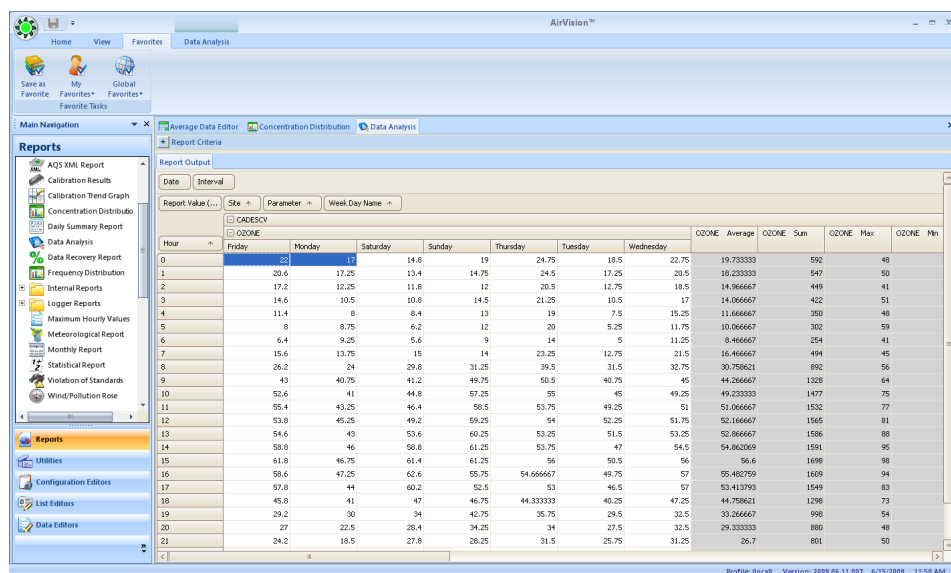 AirVision™
Home View Favorites Data Analysis
Save as Favorite My Favorites Global Favorites
Favorite Tasks
Main Navigation
Reports
AQS XML Report
Calibration Results
Calibration Trend Graph
Concentration Distributio
Daily Summary Report
Data Analysis
Data Recovery Report
Frequency Distribution
Internal Reports
Logger Reports
Maximum Hourly Values
Meteorological Report
Monthly Report
Statistical Report
Violation of Standards
Wind/Pollution Rose
Reports
Utilities
Configuration Editors
List Editors
Data Editors
Average Data Editor Concentration Distribution Data Analysis
Report Criteria
Report Output
Date Interval
Report Value (... Site Parameter Week Day Name
CADESCV
OZONE
OZONE Average OZONE Sum OZONE Max OZONE Min
Hour Friday Monday Saturday Sunday Thursday Tuesday Wednesday
0 22 17 14.8 19 24.75 18.5 22.75 19.733333 592 48
1 20.6 17.25 13.4 14.75 24.5 17.25 20.5 18.233333 547 50
2 17.2 12.25 11.8 12 20.5 12.75 18.5 14.966667 449 41
3 14.6 10.5 10.8 14.5 21.25 10.5 17 14.066667 422 51
4 11.4 8 8.4 13 19 7.5 15.25 11.666667 350 48
5 8 8.75 6.2 12 20 5.25 11.75 10.066667 302 59
6 6.4 9.25 5.6 9 14 5 11.25 8.466667 254 41
7 15.6 13.75 15 14 23.25 12.75 21.5 16.466667 494 45
8 26.2 24 29.8 31.25 39.5 31.5 32.75 30.758621 892 56
9 43 40.75 41.2 49.75 50.5 40.75 45 44.266667 1328 64
10 52.6 41 44.8 57.25 55 45 49.25 49.233333 1477 75
11 55.4 43.25 46.4 58.5 53.75 49.25 51 51.066667 1532 77
12 53.8 45.25 49.2 59.25 54 52.25 51.75 52.166667 1565 81
13 54.6 43 53.6 60.25 53.25 51.5 53.25 52.866667 1586 88
14 58.8 46 58.8 61.25 53.75 47 54.5 54.862069 1591 95
15 61.8 46.75 61.4 61.25 56 50.5 56 56.6 1698 98
16 58.6 47.25 62.6 55.75 54.666667 49.75 57 55.482759 1609 94
17 57.8 44 60.2 52.5 53 46.5 57 53.413793 1549 83
18 45.8 41 47 46.75 44.333333 40.25 47.25 44.758621 1298 73
19 29.2 30 34 42.75 35.75 29.5 32.5 33.266667 998 54
20 27 22.5 28.4 34.25 34 27.5 32.5 29.333333 880 48
21 24.2 18.5 27.8 28.25 31.5 25.75 31.25 26.7 801 50
Profile: (local) Version: 2009.06.11.007 6/15/2009 11:50 AM